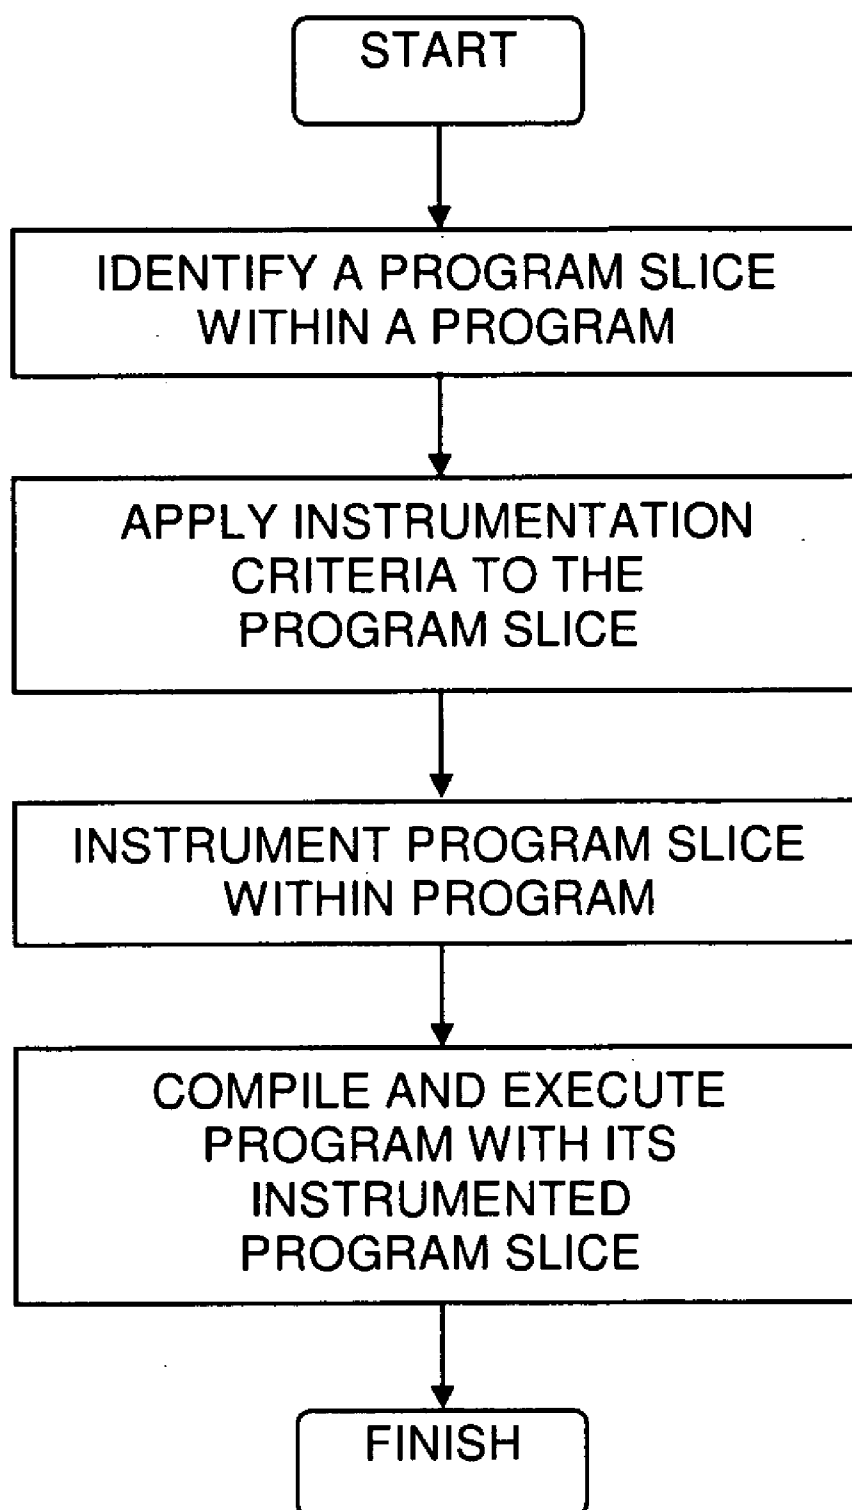 START
IDENTIFY A PROGRAM SLICE
WITHIN A PROGRAM
APPLY INSTRUMENTATION
CRITERIA TO THE
PROGRAM SLICE
INSTRUMENT PROGRAM SLICE
WITHIN PROGRAM
COMPILE AND EXECUTE
PROGRAM WITH ITS
INSTRUMENTED
PROGRAM SLICE
FINISH